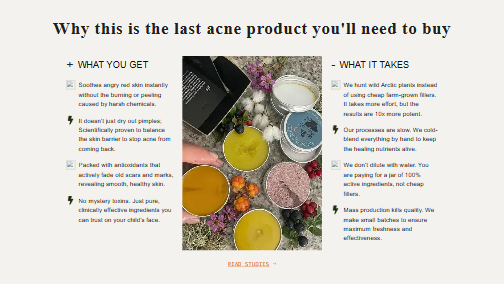 Why this is the last acne product you'll need to buy
+ WHAT YOU GET
Soothes angry red skin instantly
without the burning or peeling
caused by harsh chemicals.
It doesn't just dry out pimples;
Scientifically proven to balance
the skin barrier to stop acne from
coming back.
Packed with antioxidants that
actively fade old scars and marks,
revealing smooth, healthy skin.
No mystery toxins. Just pure,
clinically effective ingredients you
can trust on your child's face.
- WHAT IT TAKES
We hunt wild Arctic plants instead
of using cheap farm-grown fillers.
It takes more effort, but the
results are 10x more potent.
Our processes are slow. We cold-
blend everything by hand to keep
the healing nutrients alive.
We don't dilute with water. You
are paying for a jar of 100%
active ingredients, not cheap
fillers.
Mass production kills quality. We
make small batches to ensure
maximum freshness and
effectiveness.
READ STUDIES →